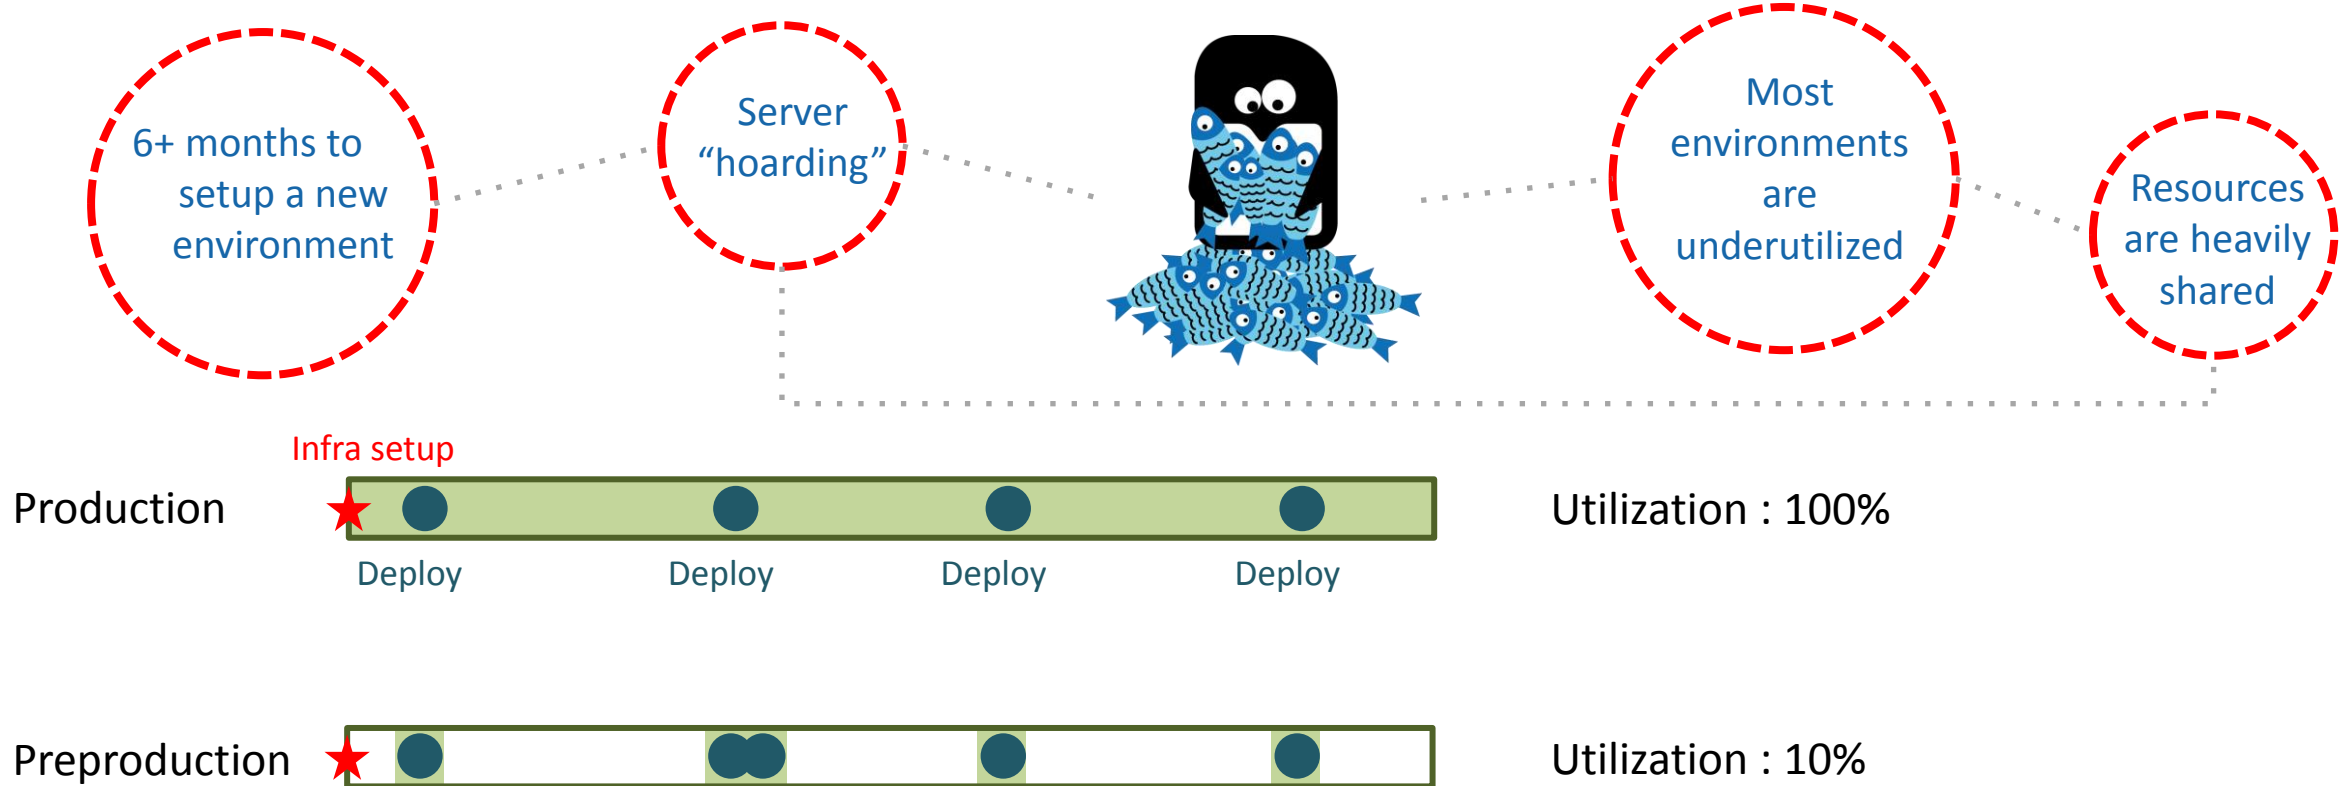 6+ months to
setup a new
environment
Server
“hoarding”
Most
environments
are
underutilized
Resources
are heavily
shared
Infra setup
Production
Utilization : 100%
Deploy
Deploy
Deploy
Deploy
Preproduction
Utilization : 10%